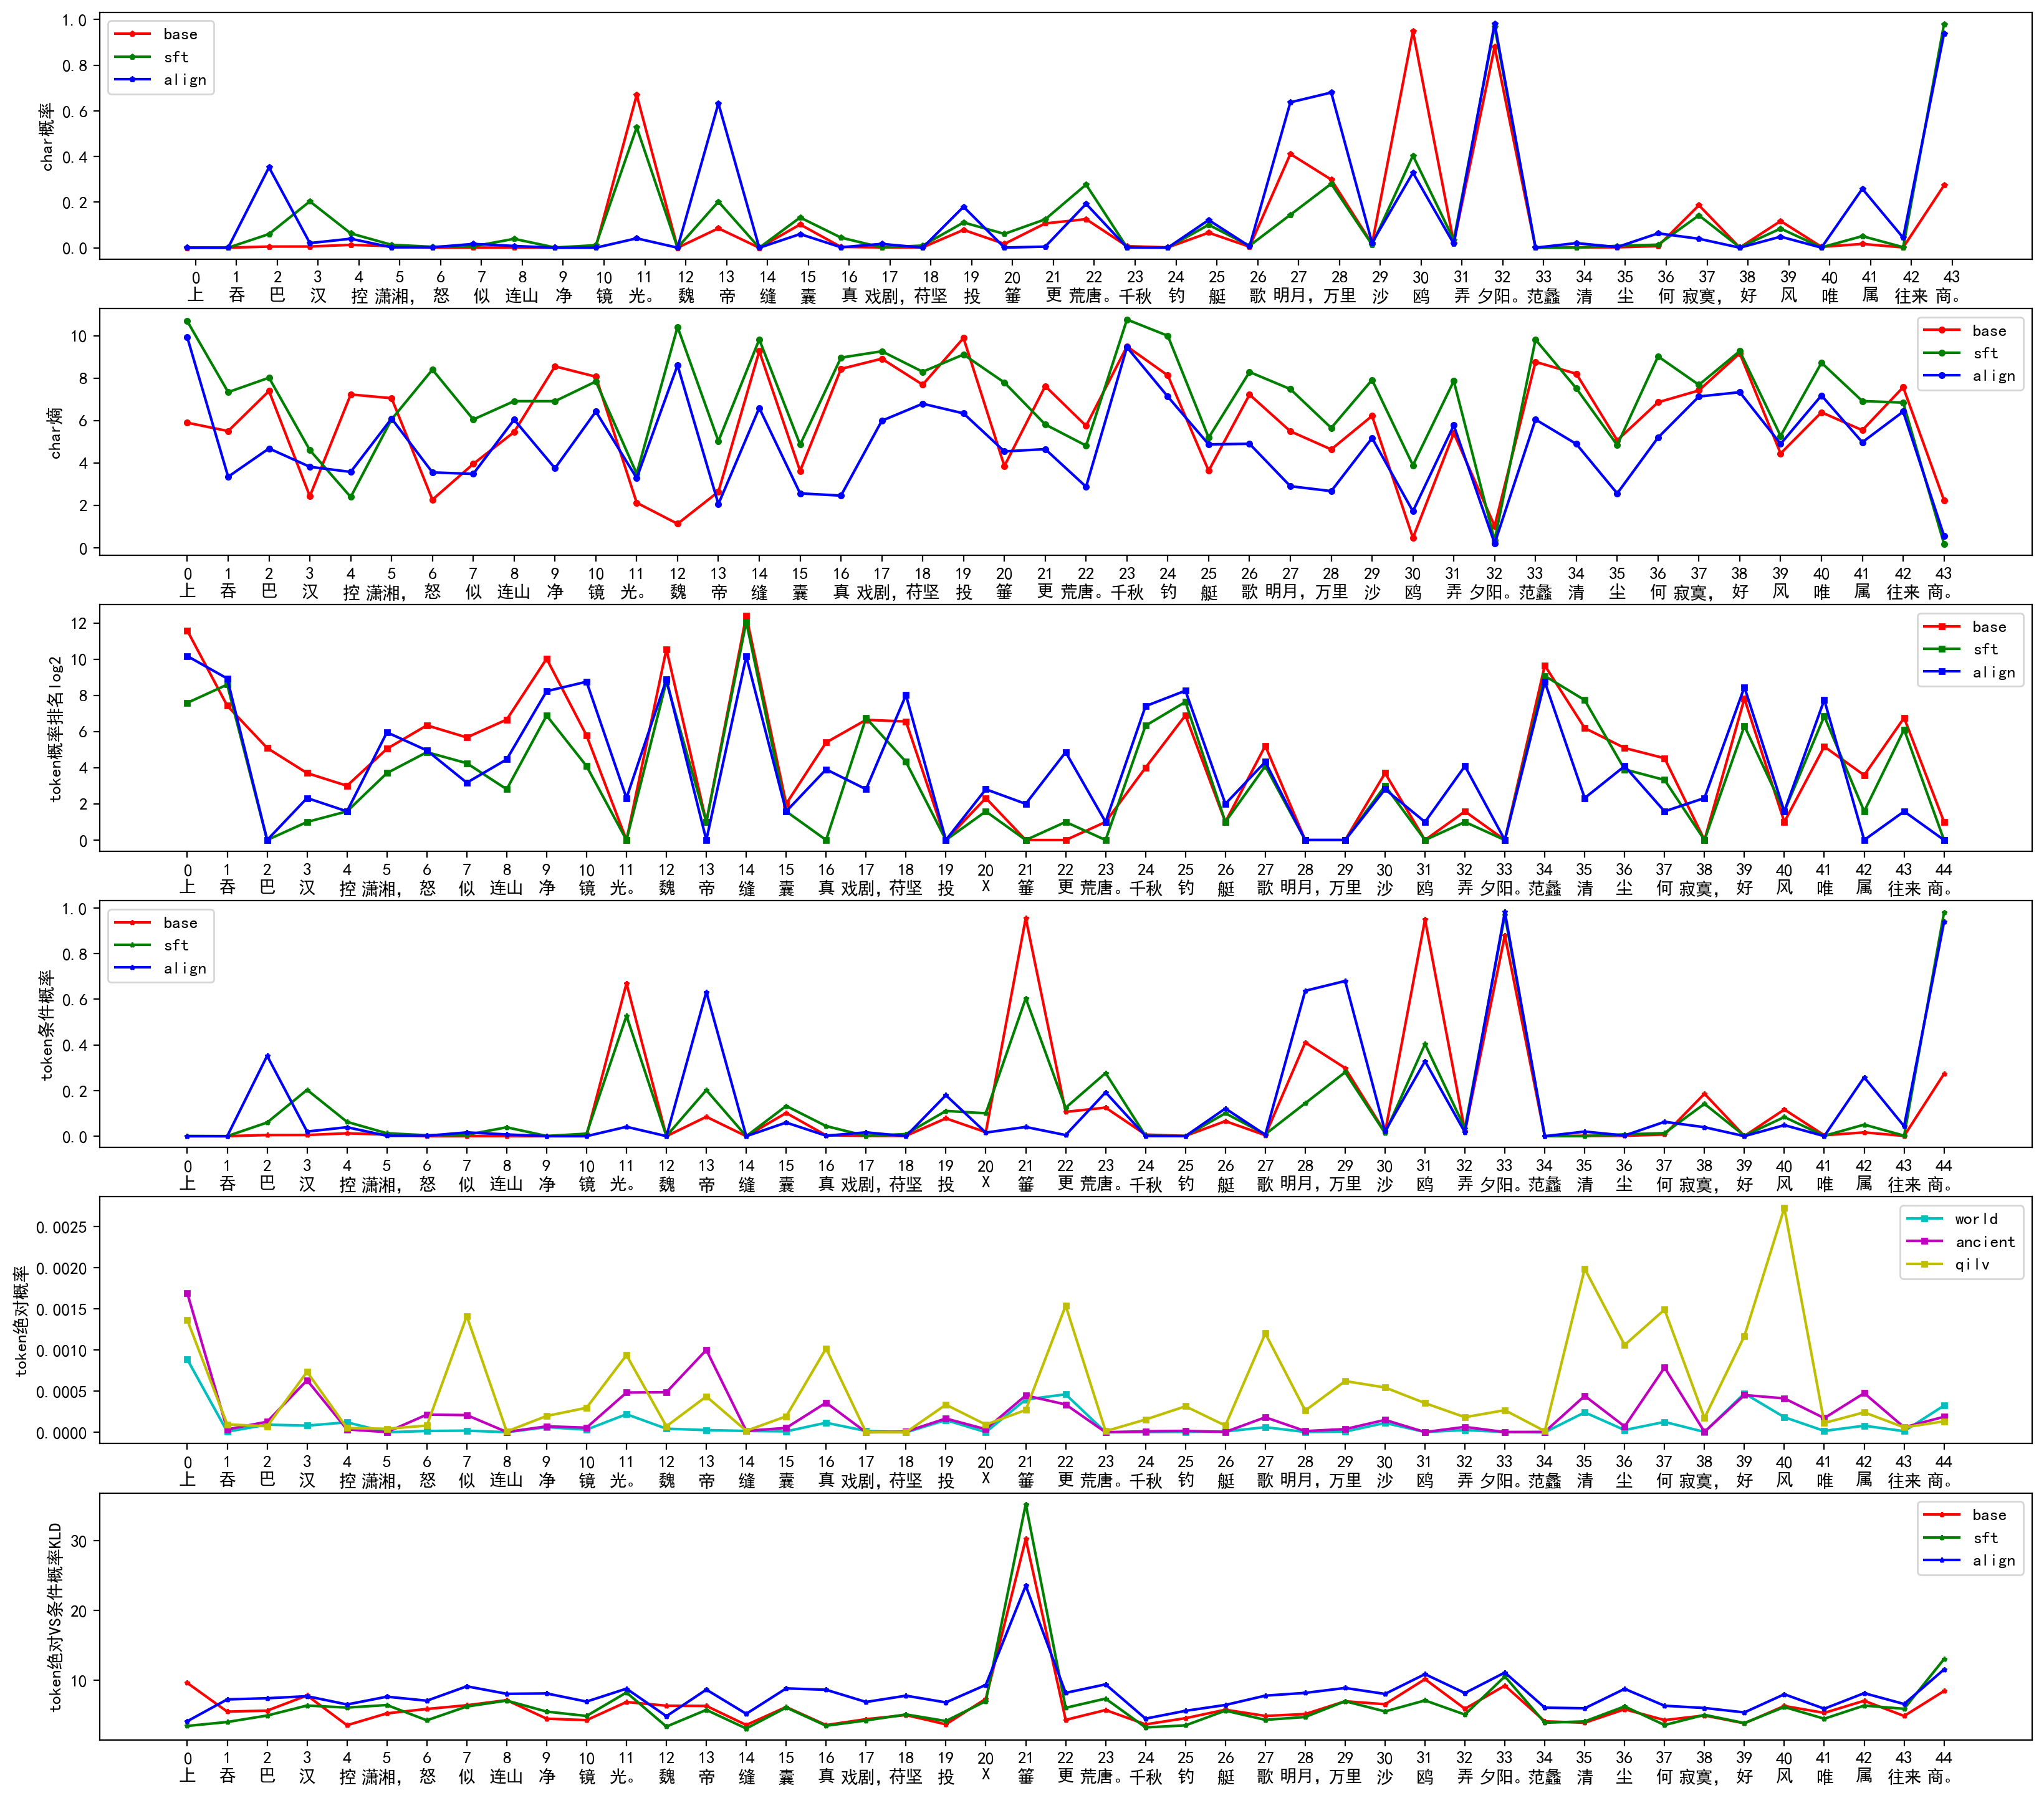 1.0
0.8
0.6
0.4
0.2
0.0
char概率
base
sft
align
0 1 2 3 4 5 6 7 8 9 10 11 12 13 14 15 16 17 18 19 20 21 22 23 24 25 26 27 28 29 30 31 32 33 34 35 36 37 38 39 40 41 42 43
上 吞 巴 汉 控 潇湘, 怒 似 连山 净 镜 光。 魏 帝 缝 囊 真 戏剧, 苻坚 投 箠 更 荒唐。 千秋 钓 艇 歌 明月, 万里 沙 鸥 弄 夕阳。 范蠡 清 尘 何 寂寞, 好 风 唯 属 往来 商。
10
8
6
4
2
0
char熵
base
sft
align
0 1 2 3 4 5 6 7 8 9 10 11 12 13 14 15 16 17 18 19 20 21 22 23 24 25 26 27 28 29 30 31 32 33 34 35 36 37 38 39 40 41 42 43
上 吞 巴 汉 控 潇湘, 怒 似 连山 净 镜 光。 魏 帝 缝 囊 真 戏剧, 苻坚 投 箠 更 荒唐。 千秋 钓 艇 歌 明月, 万里 沙 鸥 弄 夕阳。 范蠡 清 尘 何 寂寞, 好 风 唯 属 往来 商。
12
10
8
6
4
2
0
token概率排名log2
base
sft
align
0 1 2 3 4 5 6 7 8 9 10 11 12 13 14 15 16 17 18 19 20 21 22 23 24 25 26 27 28 29 30 31 32 33 34 35 36 37 38 39 40 41 42 43 44
上 吞 巴 汉 控 潇湘, 怒 似 连山 净 镜 光。 魏 帝 缝 囊 真 戏剧, 苻坚 投 X 箠 更 荒唐。 千秋 钓 艇 歌 明月, 万里 沙 鸥 弄 夕阳。 范蠡 清 尘 何 寂寞, 好 风 唯 属 往来 商。
1.0
0.8
0.6
0.4
0.2
0.0
token条件概率
base
sft
align
0 1 2 3 4 5 6 7 8 9 10 11 12 13 14 15 16 17 18 19 20 21 22 23 24 25 26 27 28 29 30 31 32 33 34 35 36 37 38 39 40 41 42 43 44
上 吞 巴 汉 控 潇湘, 怒 似 连山 净 镜 光。 魏 帝 缝 囊 真 戏剧, 苻坚 投 X 箠 更 荒唐。 千秋 钓 艇 歌 明月, 万里 沙 鸥 弄 夕阳。 范蠡 清 尘 何 寂寞, 好 风 唯 属 往来 商。
0.0025
0.0020
0.0015
0.0010
0.0005
0.0000
token绝对概率
world
ancient
qilv
0 1 2 3 4 5 6 7 8 9 10 11 12 13 14 15 16 17 18 19 20 21 22 23 24 25 26 27 28 29 30 31 32 33 34 35 36 37 38 39 40 41 42 43 44
上 吞 巴 汉 控 潇湘, 怒 似 连山 净 镜 光。 魏 帝 缝 囊 真 戏剧, 苻坚 投 X 箠 更 荒唐。 千秋 钓 艇 歌 明月, 万里 沙 鸥 弄 夕阳。 范蠡 清 尘 何 寂寞, 好 风 唯 属 往来 商。
30
20
10
token绝对VS条件概率KLD
base
sft
align
0 1 2 3 4 5 6 7 8 9 10 11 12 13 14 15 16 17 18 19 20 21 22 23 24 25 26 27 28 29 30 31 32 33 34 35 36 37 38 39 40 41 42 43 44
上 吞 巴 汉 控 潇湘, 怒 似 连山 净 镜 光。 魏 帝 缝 囊 真 戏剧, 苻坚 投 X 箠 更 荒唐。 千秋 钓 艇 歌 明月, 万里 沙 鸥 弄 夕阳。 范蠡 清 尘 何 寂寞, 好 风 唯 属 往来 商。